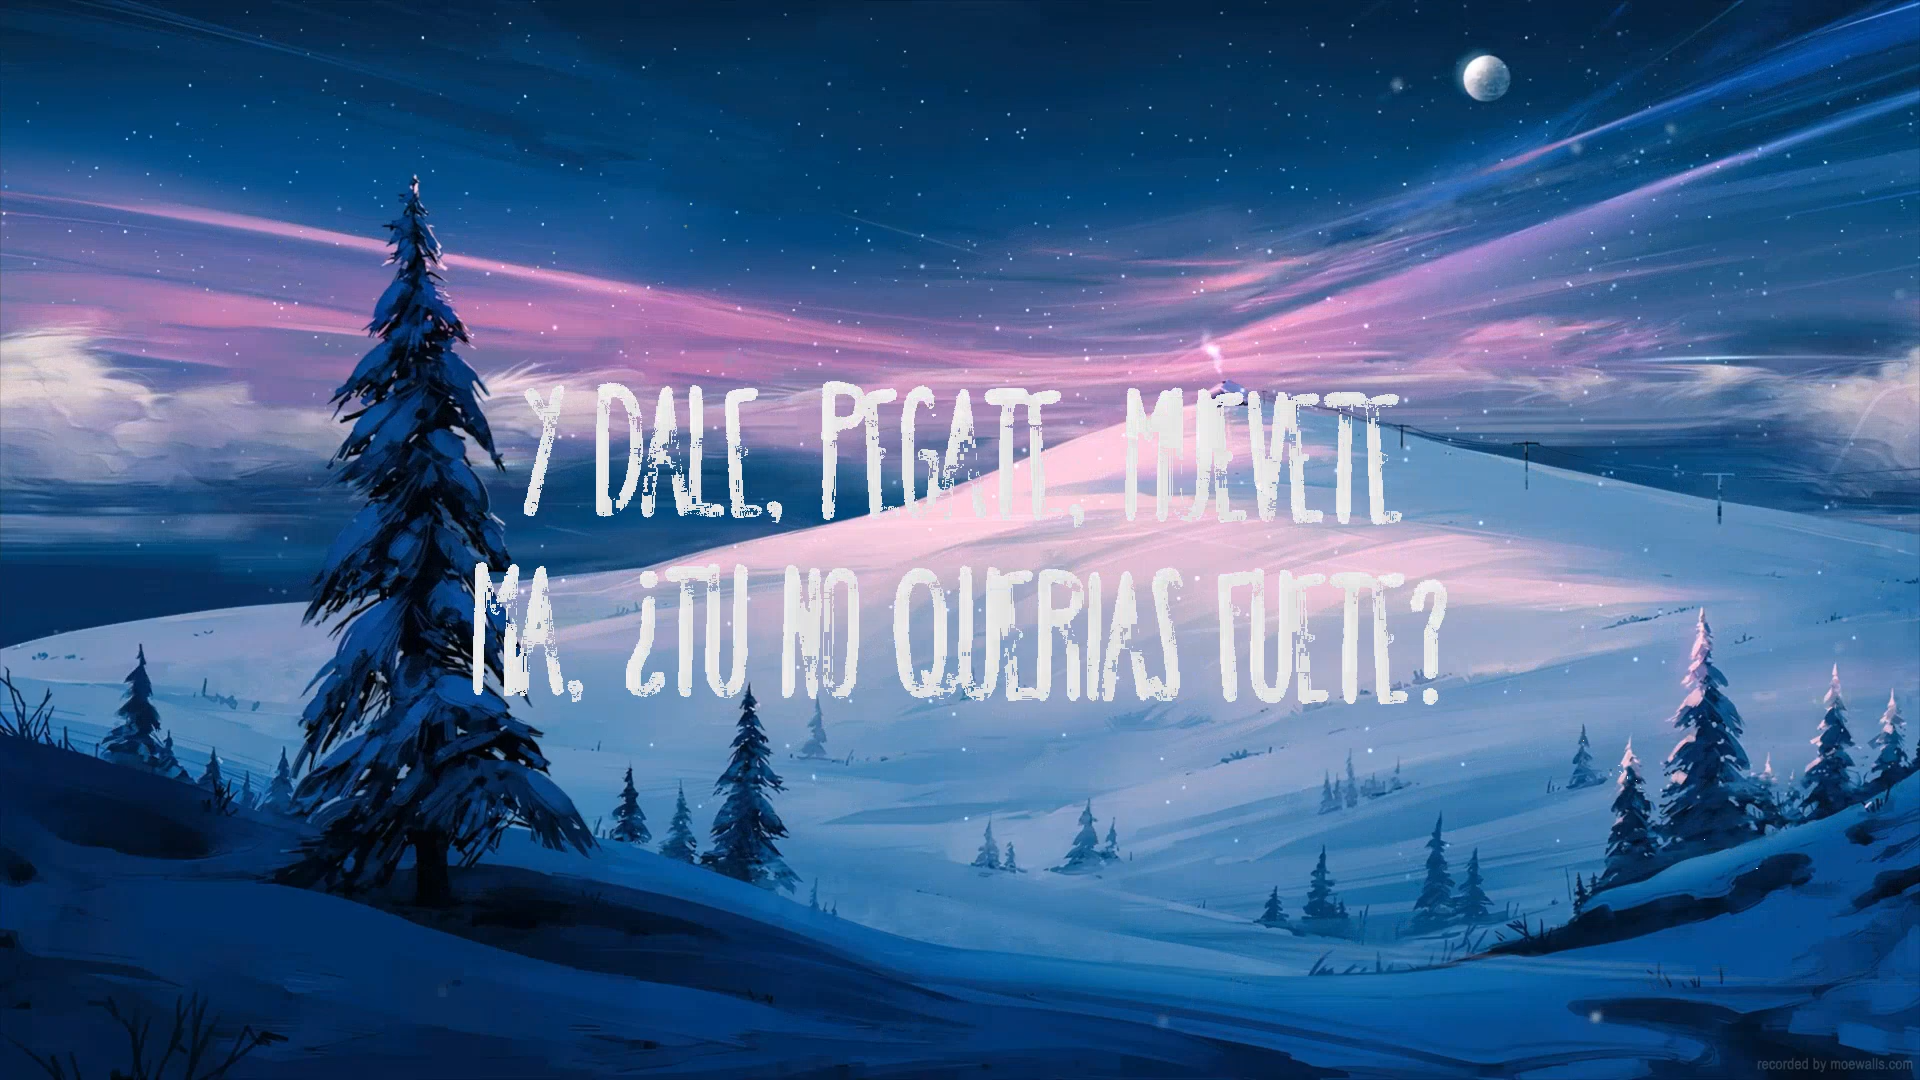 Y DALE, PEGATE, MUEVETE
MA, ¿TU NO QUERIAS FUETE?
recorded by moewalls.com